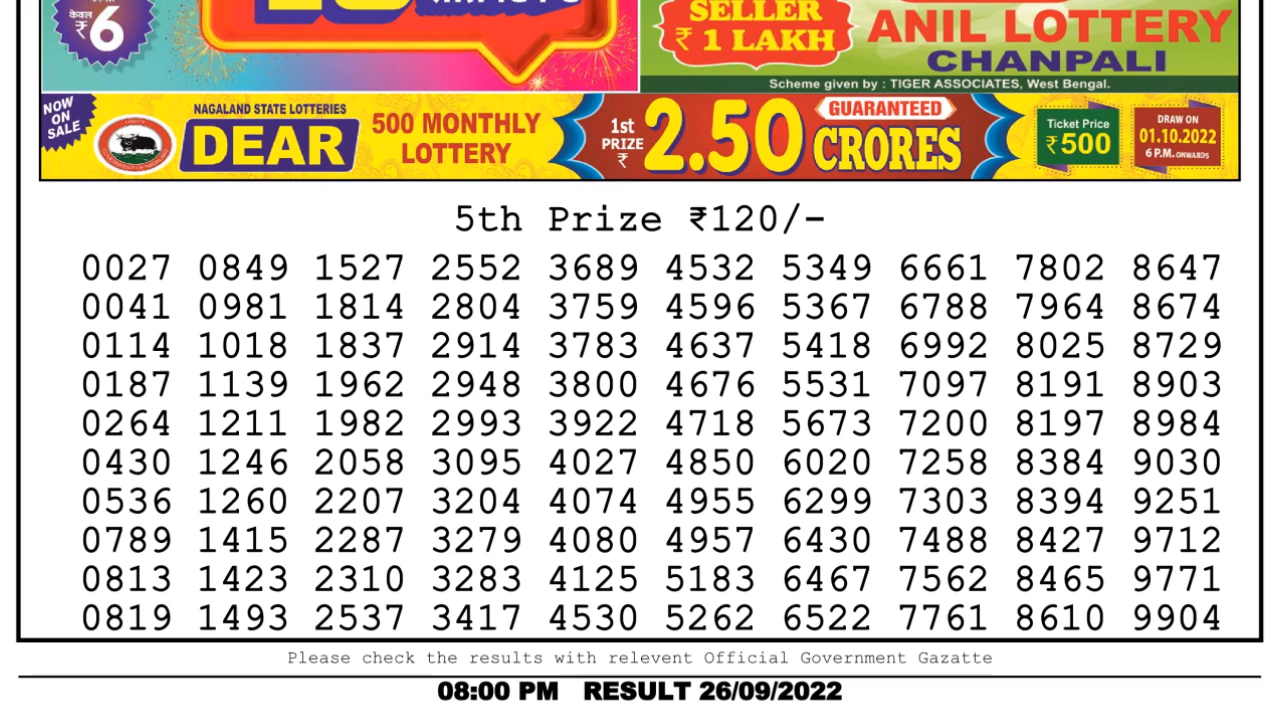 केवल
₹6
SELLER
₹ 1 LAKH
ANIL LOTTERY
CHANPALI
Scheme given by : TIGER ASSOCIATES, West Bengal.
NOW
ON
SALE
NAGALAND STATE LOTTERIES
DEAR
500 MONTHLY
LOTTERY
1st
PRIZE
₹
2.50
GUARANTEED
CRORES
Ticket Price
₹500
DRAW ON
01.10.2022
6 P.M. ONWARDS
5th Prize ₹120/-
0027 0849 1527 2552 3689 4532 5349 6661 7802 8647
0041 0981 1814 2804 3759 4596 5367 6788 7964 8674
0114 1018 1837 2914 3783 4637 5418 6992 8025 8729
0187 1139 1962 2948 3800 4676 5531 7097 8191 8903
0264 1211 1982 2993 3922 4718 5673 7200 8197 8984
0430 1246 2058 3095 4027 4850 6020 7258 8384 9030
0536 1260 2207 3204 4074 4955 6299 7303 8394 9251
0789 1415 2287 3279 4080 4957 6430 7488 8427 9712
0813 1423 2310 3283 4125 5183 6467 7562 8465 9771
0819 1493 2537 3417 4530 5262 6522 7761 8610 9904
Please check the results with relevent Official Government Gazatte
08:00 PM RESULT 26/09/2022